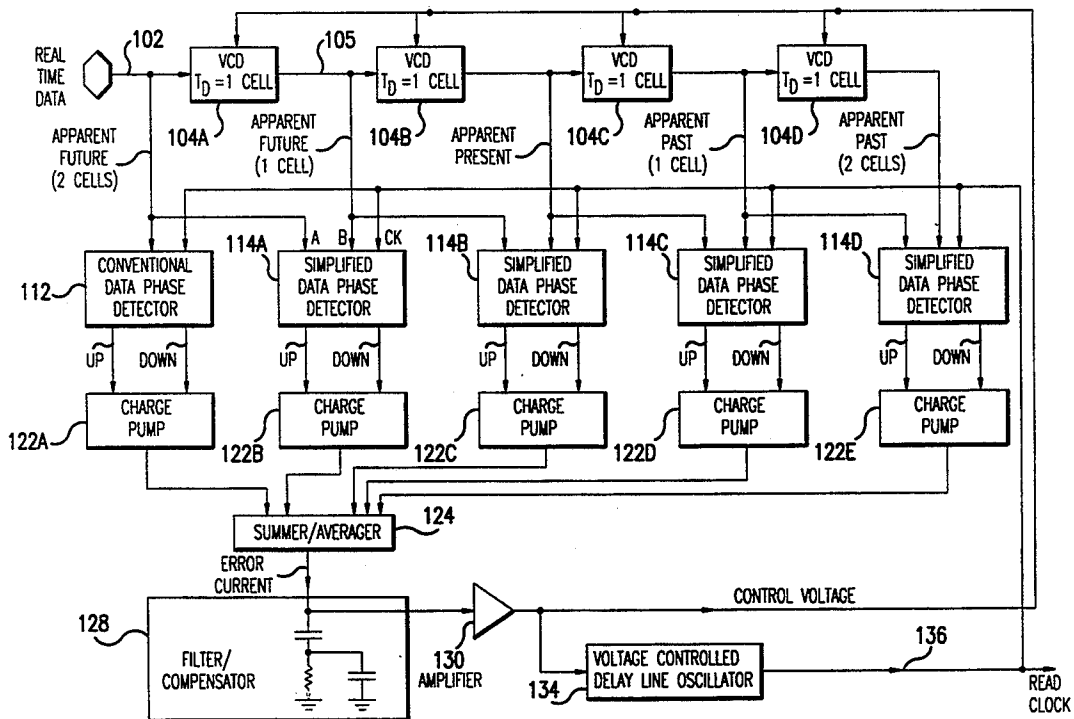 REAL
TIME
DATA
102
VCD
T_D = 1 CELL
104A
105
VCD
T_D = 1 CELL
104B
VCD
T_D = 1 CELL
104C
VCD
T_D = 1 CELL
104D
APPARENT
FUTURE
(2 CELLS)
APPARENT
FUTURE
(1 CELL)
APPARENT
PRESENT
APPARENT
PAST
(1 CELL)
APPARENT
PAST
(2 CELLS)
112
CONVENTIONAL
DATA PHASE
DETECTOR
114A
A
B
CK
SIMPLIFIED
DATA PHASE
DETECTOR
114B
SIMPLIFIED
DATA PHASE
DETECTOR
114C
SIMPLIFIED
DATA PHASE
DETECTOR
114D
SIMPLIFIED
DATA PHASE
DETECTOR
UP
DOWN
UP
DOWN
UP
DOWN
UP
DOWN
UP
DOWN
122A
CHARGE
PUMP
122B
CHARGE
PUMP
122C
CHARGE
PUMP
122D
CHARGE
PUMP
122E
CHARGE
PUMP
SUMMER/AVERAGER
124
ERROR
CURRENT
128
FILTER/
COMPENSATOR
130
AMPLIFIER
CONTROL VOLTAGE
134
VOLTAGE CONTROLLED
DELAY LINE OSCILLATOR
136
READ
CLOCK